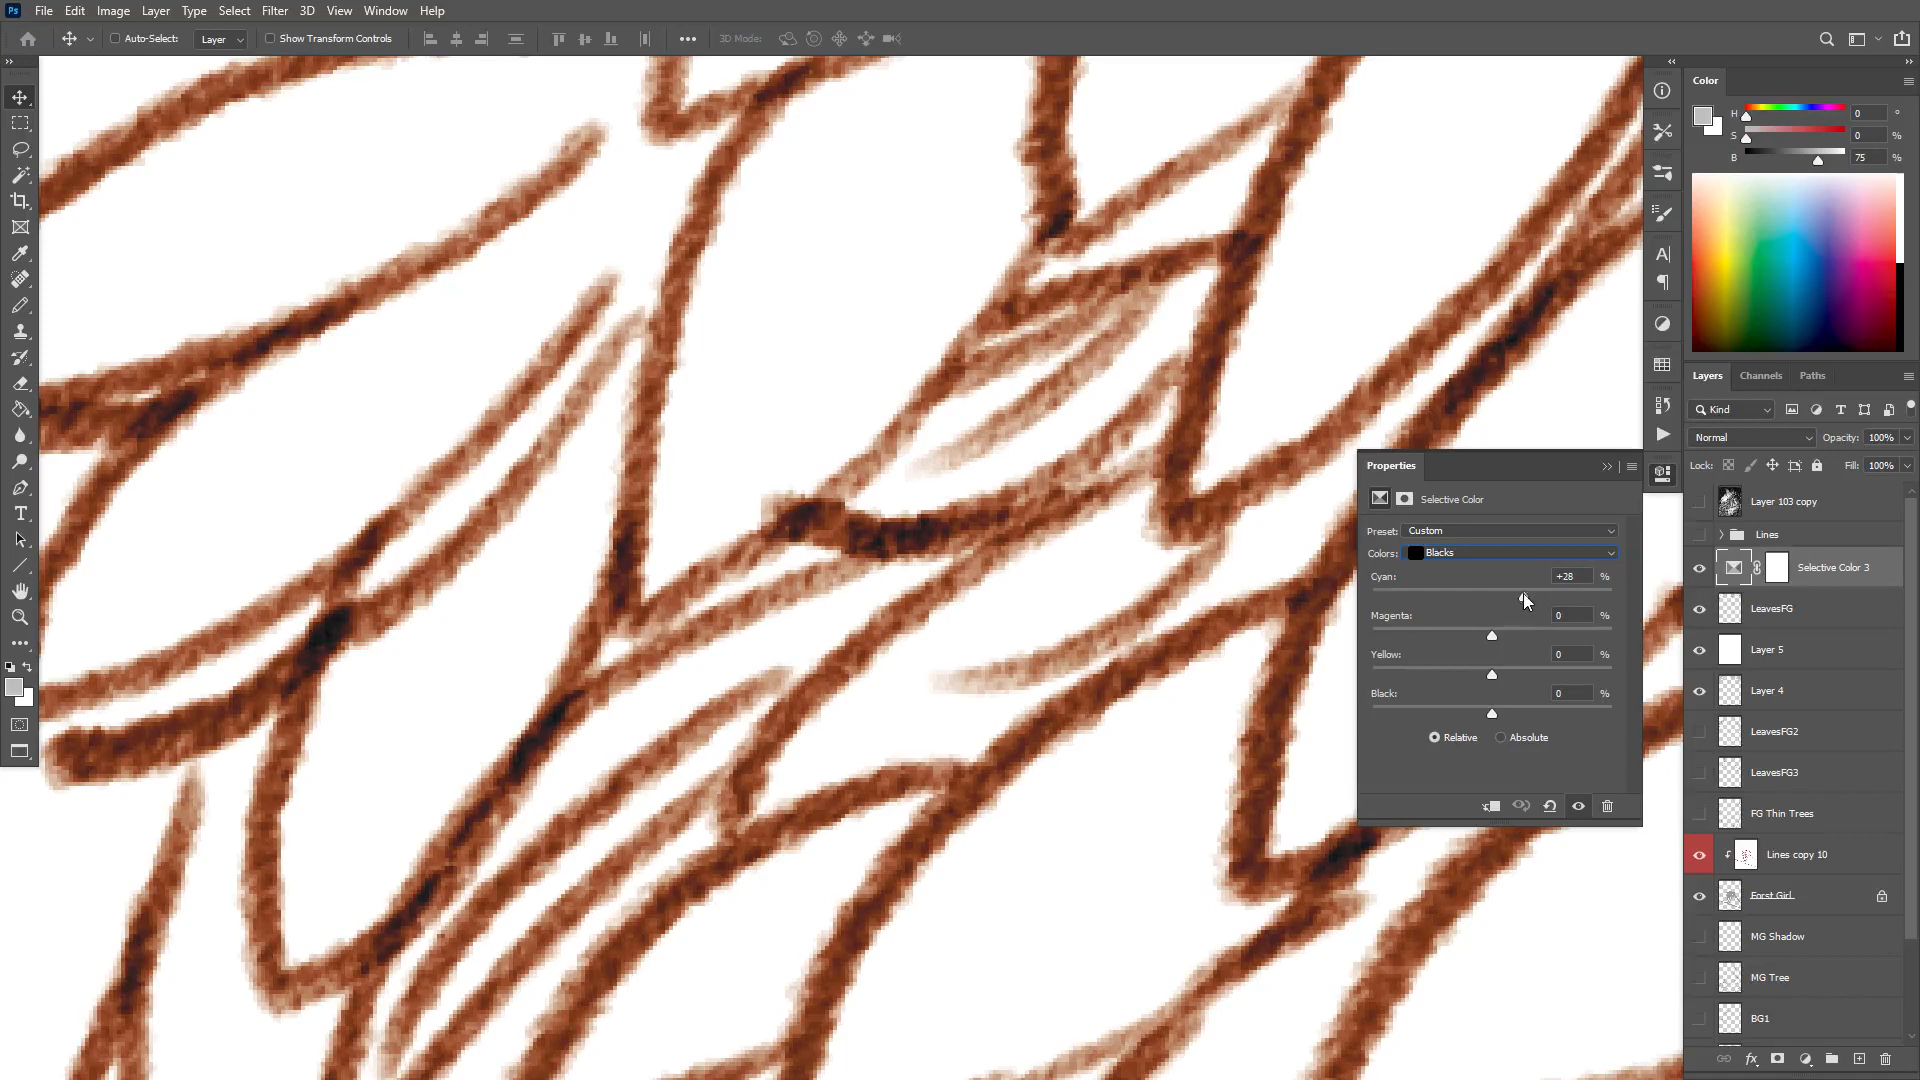 Ps File Edit Image Layer Type Select Filter 3D View Window Help
Auto-Select: Layer Show Transform Controls 3D Mode:
Color
H 0 °
S 0 %
B 75 %
Layers Channels Paths
Kind
Normal Opacity: 100%
Lock: Fill: 100%
Layer 103 copy
Lines
Selective Color 3
LeavesFG
Layer 5
Layer 4
LeavesFG2
LeavesFG3
FG Thin Trees
Lines copy 10
Forst Girl
MG Shadow
MG Tree
BG1
fx
Properties
Selective Color
Preset: Custom
Colors: Blacks
Cyan: +28 %
Magenta: 0 %
Yellow: 0 %
Black: 0 %
Relative Absolute